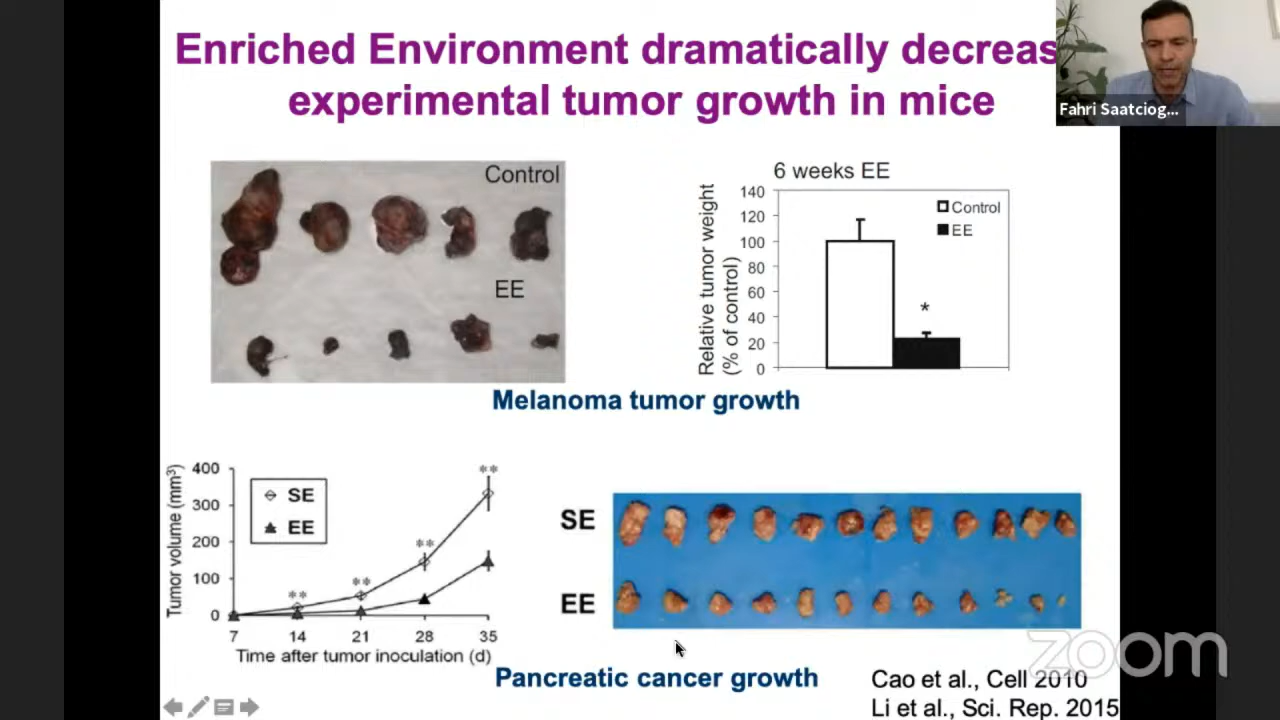 Enriched Environment dramatically decreas
experimental tumor growth in mice
Fahri Saatciog...
Control
EE
6 weeks EE
Relative tumor weight
(% of control)
140
120
100
80
60
40
20
0
Control
EE
*
Melanoma tumor growth
Tumor volume (mm³)
400
300
200
100
0
SE
EE
**
**
**
**
7 14 21 28 35
Time after tumor inoculation (d)
SE
EE
Pancreatic cancer growth
Cao et al., Cell 2010
Li et al., Sci. Rep. 2015
zoom